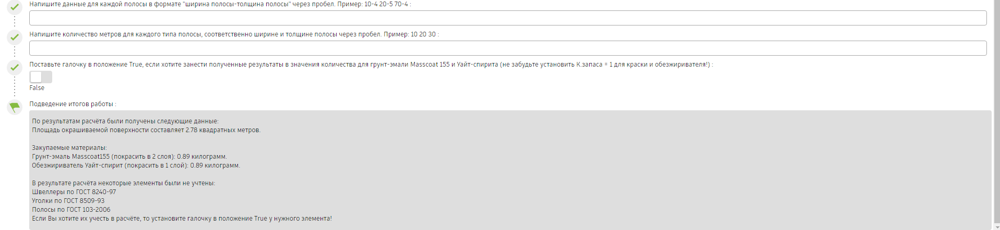 Напишите данные для каждой полосы в формате "ширина полосы-толщина полосы" через пробел. Пример: 10-4 20-5 70-4 :
Напишите количество метров для каждого типа полосы, соответственно ширине и толщине полосы через пробел. Пример: 10 20 30 :
Поставьте галочку в положение True, если хотите занести полученные результаты в значения количества для грунт-эмали Masscoat 155 и Уайт-спирита (не забудьте установить К.запаса = 1 для краски и обезжиривателя!) :
False
Подведение итогов работы :
По результатам расчёта были получены следующие данные:
Площадь окрашиваемой поверхности составляет 2.78 квадратных метров.
Закупаемые материалы:
Грунт-эмаль Masscoat155 (покрасить в 2 слоя): 0.89 килограмм.
Обезжириватель Уайт-спирит (покрасить в 1 слой): 0.89 килограмм.
В результате расчёта некоторые элементы были не учтены:
Швеллеры по ГОСТ 8240-97
Уголки по ГОСТ 8509-93
Полосы по ГОСТ 103-2006
Если Вы хотите их учесть в расчёте, то установите галочку в положение True у нужного элемента!